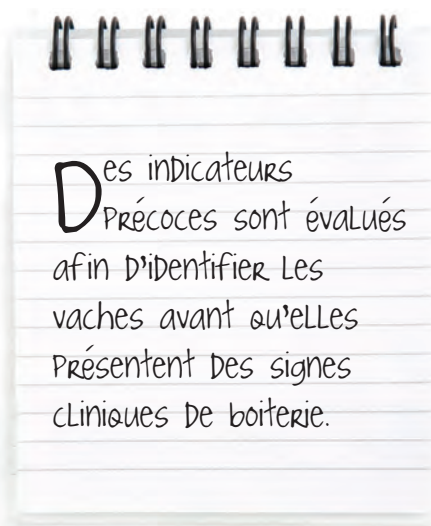 Des indicateurs
précoces sont évalués
afin d'identifier les
vaches avant qu'elles
présentent des signes
cliniques de boiterie.